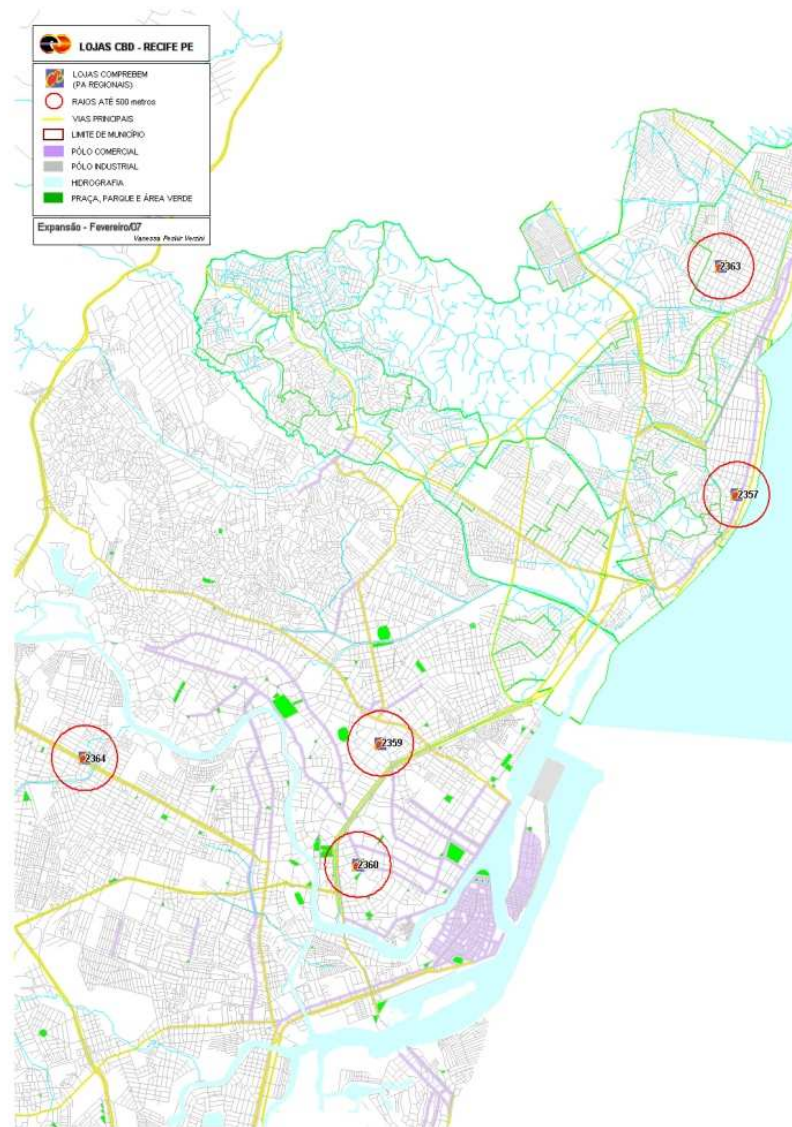 LOJAS CBD - RECIFE PE
LOJAS COMPREBEM
(PA REGIONAIS)
RAIOS ATÉ 500 metros
VIAS PRINCIPAIS
LIMITE DE MUNICÍPIO
PÓLO COMERCIAL
PÓLO INDUSTRIAL
HIDROGRAFIA
PRAÇA, PARQUE E ÁREA VERDE
Expansão - Fevereiro/07
Vanessa
2363
2357
2359
2364
2360